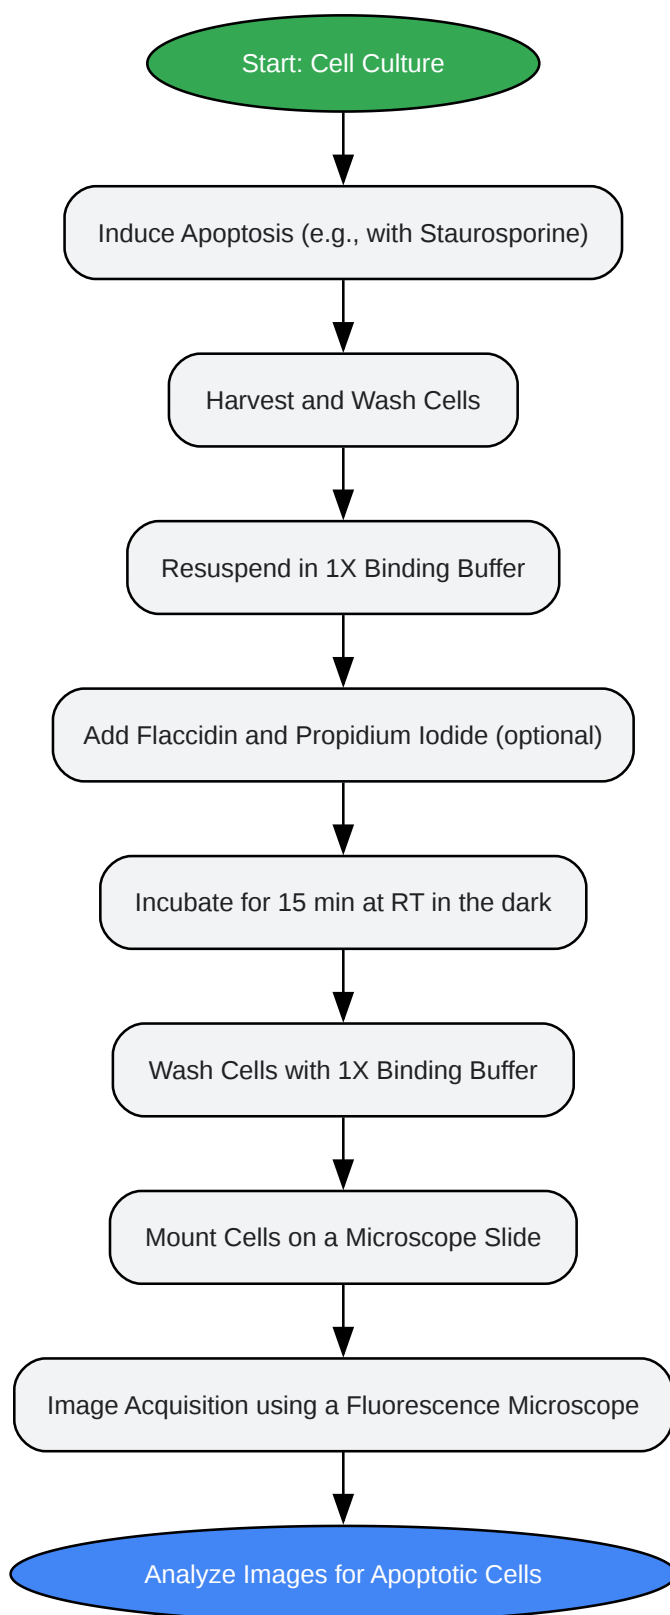 Start: Cell Culture
Induce Apoptosis (e.g., with Staurosporine)
Harvest and Wash Cells
Resuspend in 1X Binding Buffer
Add Flaccidin and Propidium Iodide (optional)
Incubate for 15 min at RT in the dark
Wash Cells with 1X Binding Buffer
Mount Cells on a Microscope Slide
Image Acquisition using a Fluorescence Microscope
Analyze Images for Apoptotic Cells